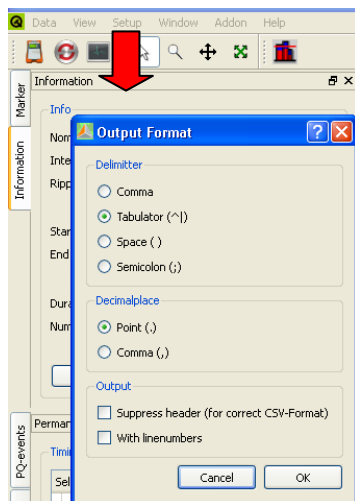 Data View Setup Window Addon Help
Information
Marker
Information
PQ-events
Info
Output Format
Delimitter
Comma
Tabulator (^|)
Space ( )
Semicolon (;)
Decimalplace
Point (.)
Comma (,)
Output
Suppress header (for correct CSV-Format)
With linenumbers
Cancel OK
Nom
Inte
Ripp
Star
End
Dura
Num
Permar
Timi
Sel